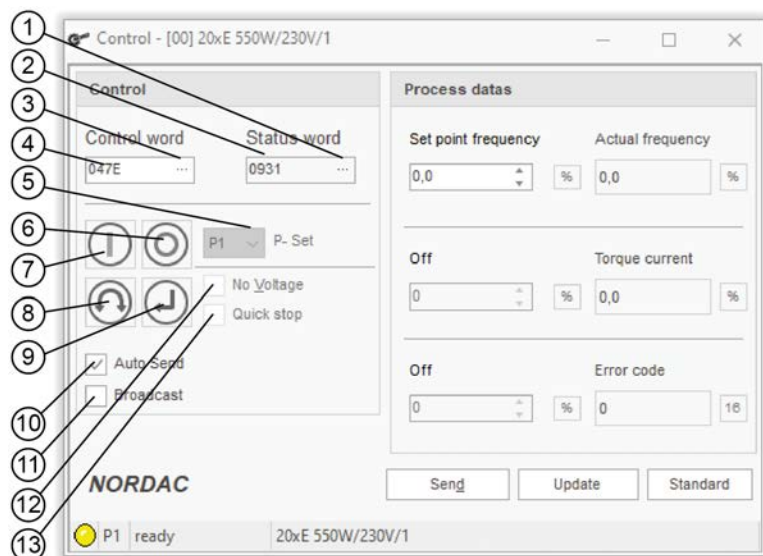 Control - [00] 20xE 550W/230V/1
1
2
3
4
5
6
7
8
9
10
11
12
13
Control
Control word Status word
047E ... 0931 ...
P1 P- Set
No Voltage
Quick stop
Auto Send
Broadcast
Process datas
Set point frequency Actual frequency
0,0 % 0,0 %
Off Torque current
0 % 0,0 %
Off Error code
0 % 0 16
NORDAC
Send Update Standard
P1 ready 20xE 550W/230V/1